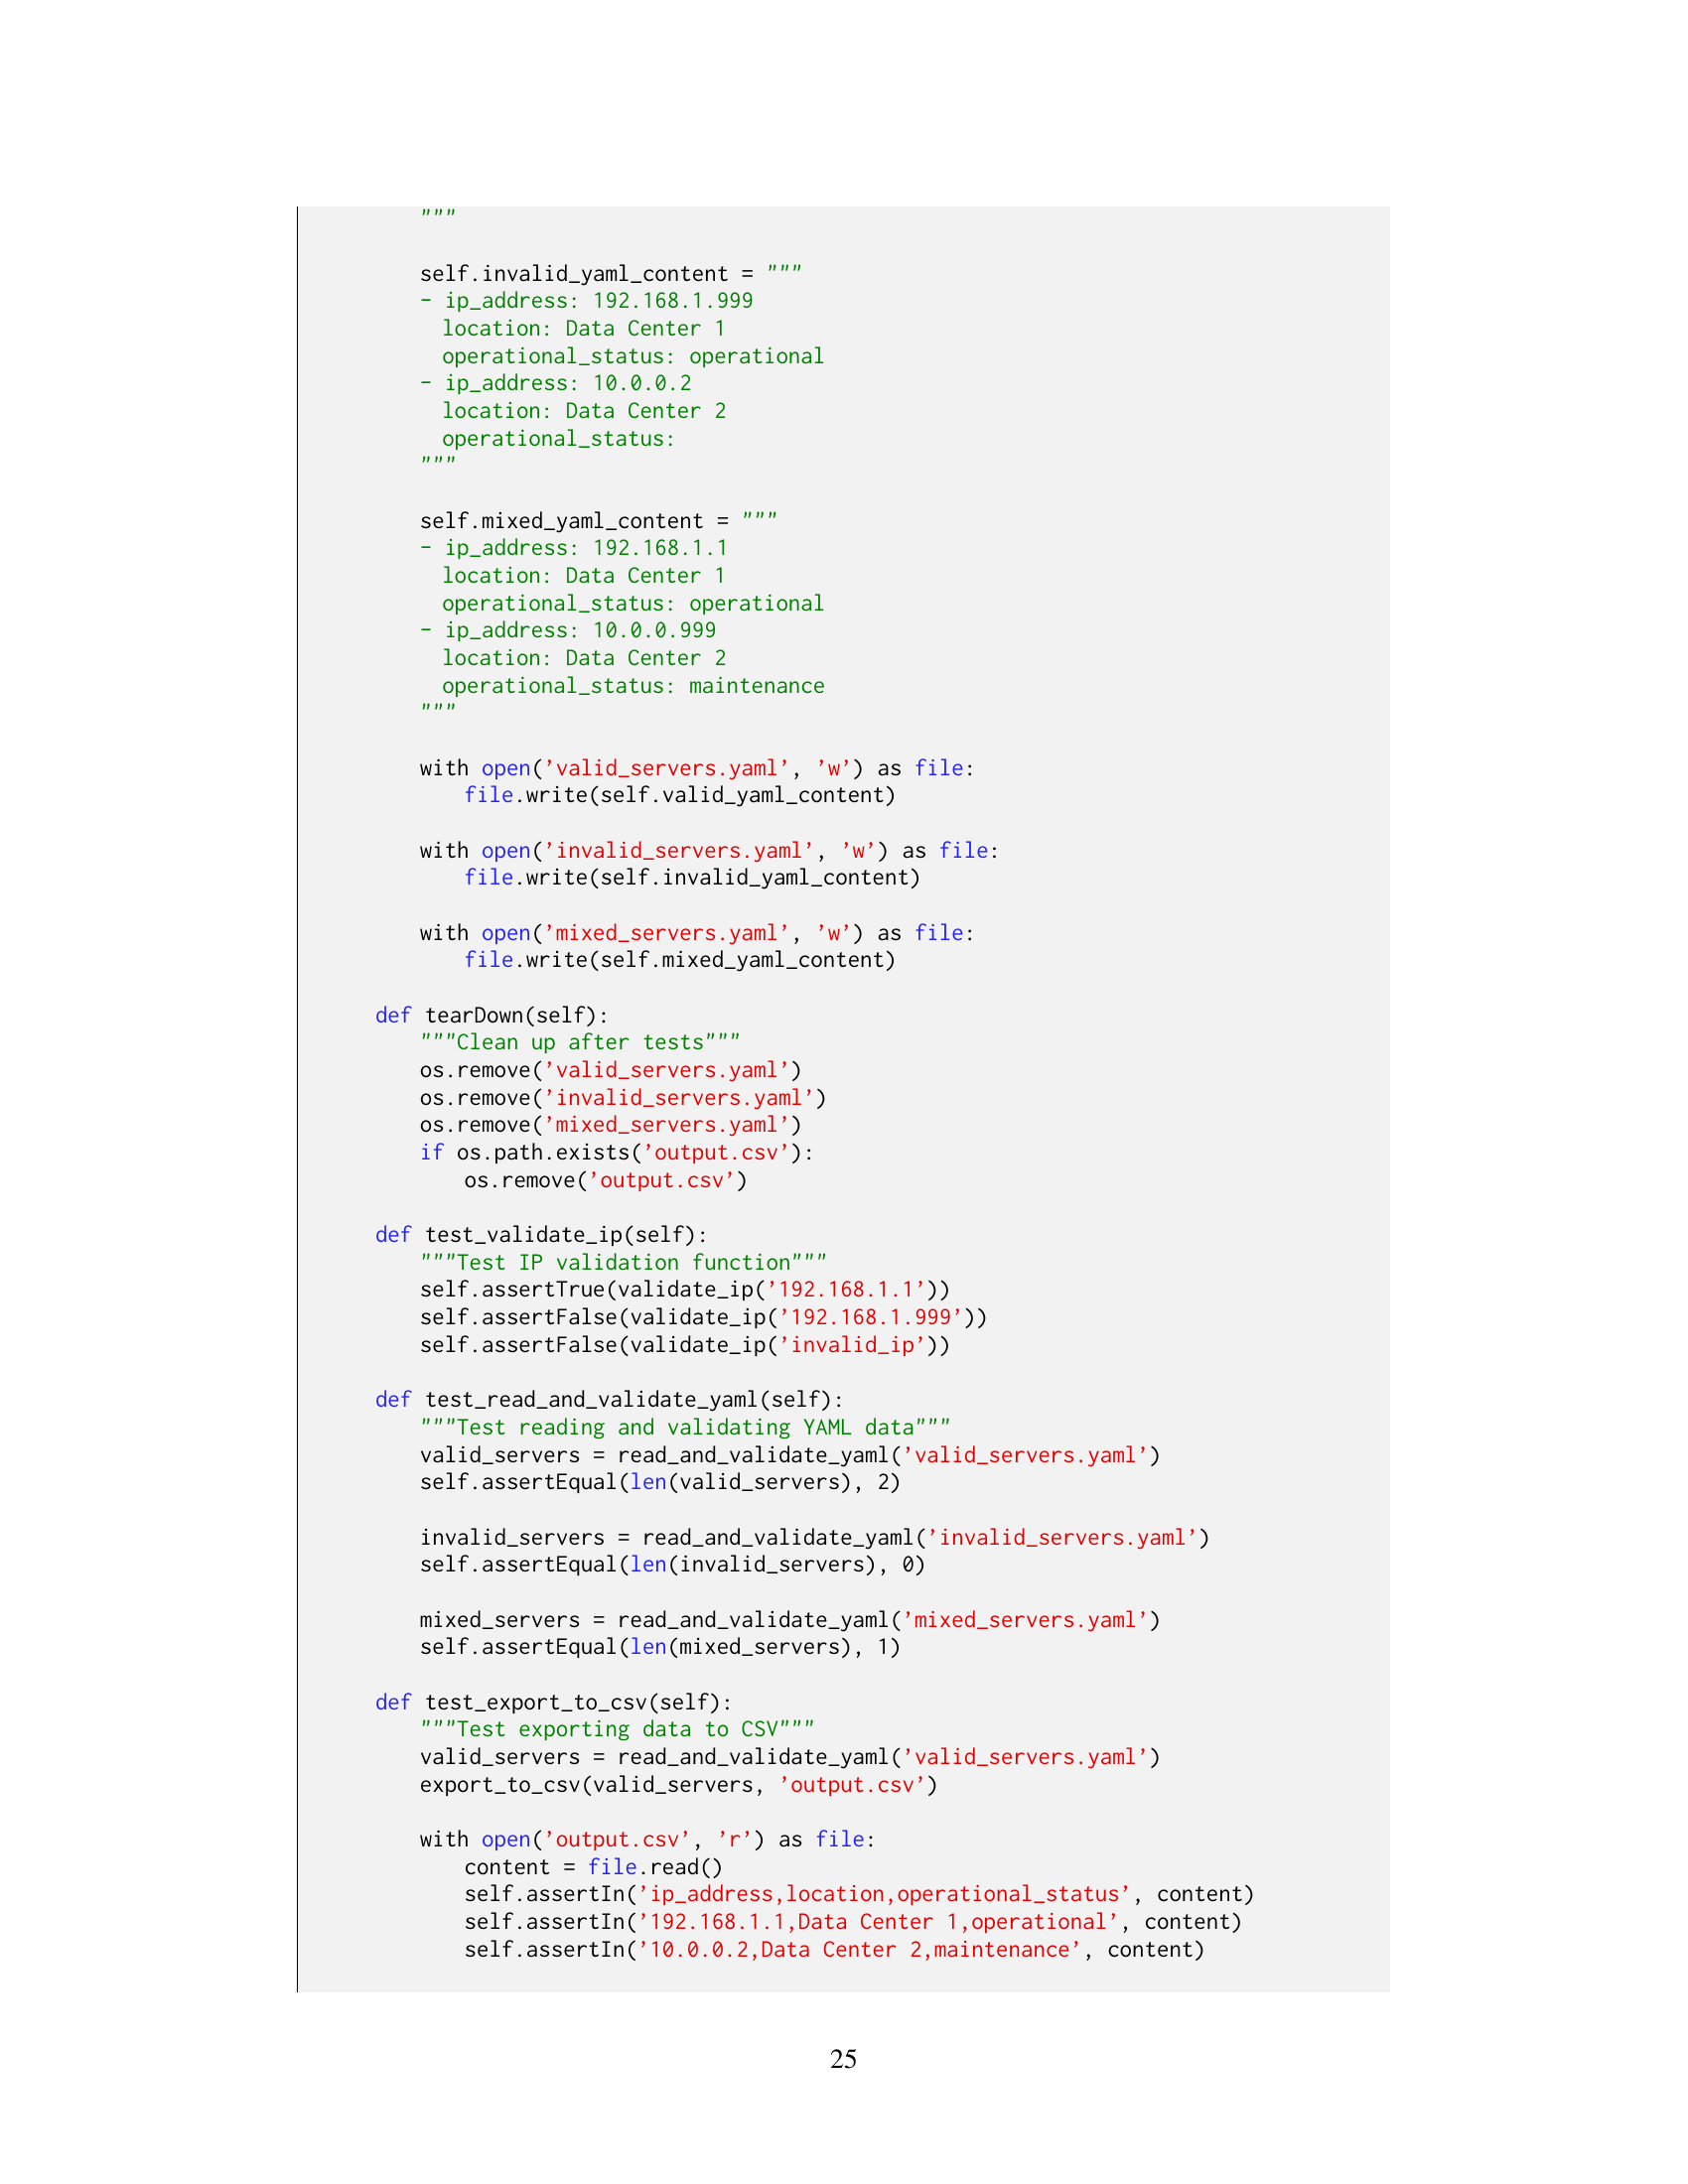 """
self.invalid_yaml_content = """
- ip_address: 192.168.1.999
  location: Data Center 1
  operational_status: operational
- ip_address: 10.0.0.2
  location: Data Center 2
  operational_status:
"""
self.mixed_yaml_content = """
- ip_address: 192.168.1.1
  location: Data Center 1
  operational_status: operational
- ip_address: 10.0.0.999
  location: Data Center 2
  operational_status: maintenance
"""
with open('valid_servers.yaml', 'w') as file:
    file.write(self.valid_yaml_content)
with open('invalid_servers.yaml', 'w') as file:
    file.write(self.invalid_yaml_content)
with open('mixed_servers.yaml', 'w') as file:
    file.write(self.mixed_yaml_content)
def tearDown(self):
    """Clean up after tests"""
    os.remove('valid_servers.yaml')
    os.remove('invalid_servers.yaml')
    os.remove('mixed_servers.yaml')
    if os.path.exists('output.csv'):
        os.remove('output.csv')
def test_validate_ip(self):
    """Test IP validation function"""
    self.assertTrue(validate_ip('192.168.1.1'))
    self.assertFalse(validate_ip('192.168.1.999'))
    self.assertFalse(validate_ip('invalid_ip'))
def test_read_and_validate_yaml(self):
    """Test reading and validating YAML data"""
    valid_servers = read_and_validate_yaml('valid_servers.yaml')
    self.assertEqual(len(valid_servers), 2)
    invalid_servers = read_and_validate_yaml('invalid_servers.yaml')
    self.assertEqual(len(invalid_servers), 0)
    mixed_servers = read_and_validate_yaml('mixed_servers.yaml')
    self.assertEqual(len(mixed_servers), 1)
def test_export_to_csv(self):
    """Test exporting data to CSV"""
    valid_servers = read_and_validate_yaml('valid_servers.yaml')
    export_to_csv(valid_servers, 'output.csv')
    with open('output.csv', 'r') as file:
        content = file.read()
        self.assertIn('ip_address,location,operational_status', content)
        self.assertIn('192.168.1.1,Data Center 1,operational', content)
        self.assertIn('10.0.0.2,Data Center 2,maintenance', content)
25